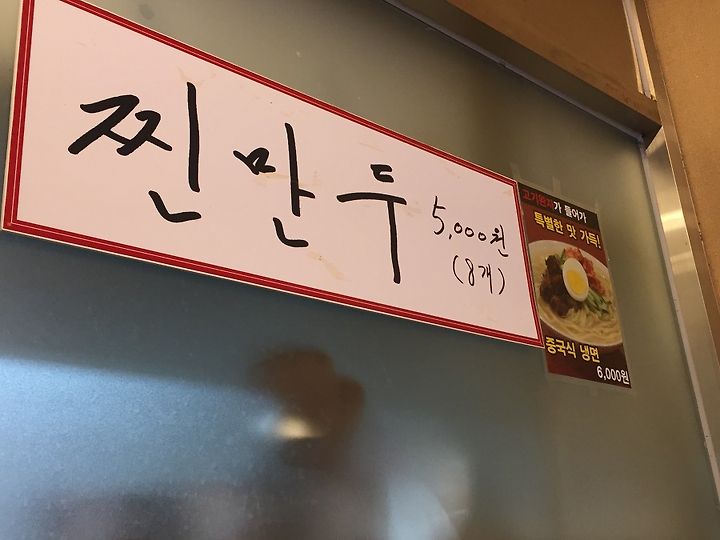 찐만두
5,000원
(8개)
고기완자가 들어가
특별한 맛 가득!
중국식 냉면
6,000원